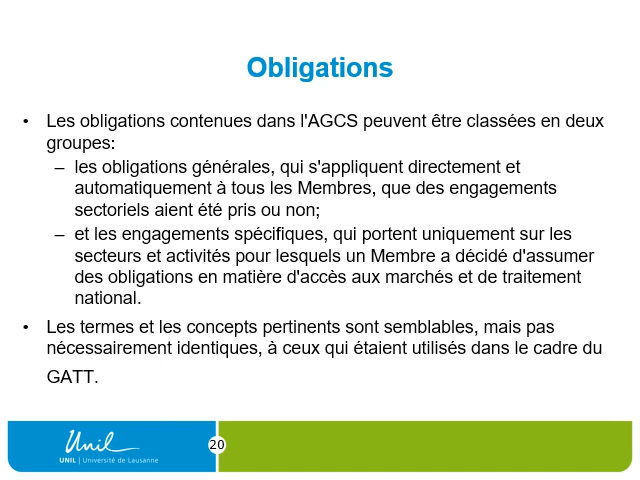 Obligations
• Les obligations contenues dans l'AGCS peuvent être classées en deux
groupes:
– les obligations générales, qui s'appliquent directement et
automatiquement à tous les Membres, que des engagements
sectoriels aient été pris ou non;
– et les engagements spécifiques, qui portent uniquement sur les
secteurs et activités pour lesquels un Membre a décidé d'assumer
des obligations en matière d'accès aux marchés et de traitement
national.
• Les termes et les concepts pertinents sont semblables, mais pas
nécessairement identiques, à ceux qui étaient utilisés dans le cadre du
GATT.
Unil
UNIL | Université de Lausanne
20